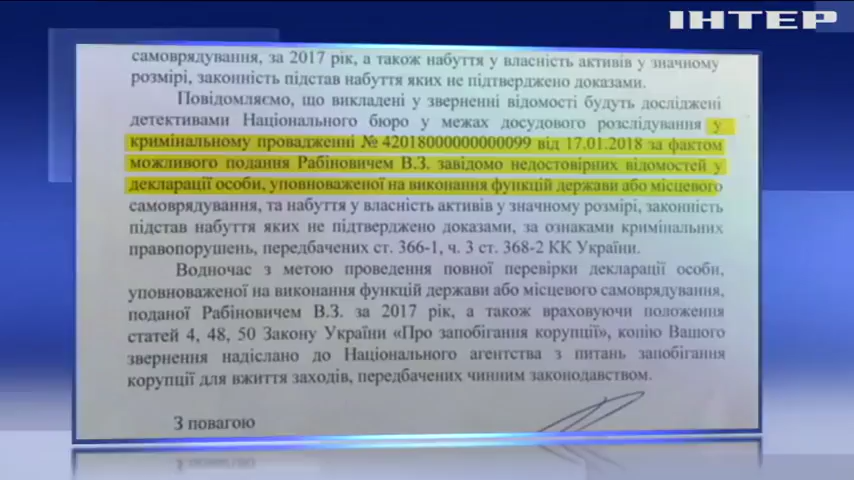 ІНТЕР
самоврядування, за 2017 рік, а також набуття у власність активів у значному
розмірі, законність підстав набуття яких не підтверджено доказами.
Повідомляємо, що викладені у зверненні відомості будуть досліджені
детективами Національного бюро у межах досудового розслідування у
кримінальному провадженні № 42018000000000099 від 17.01.2018 за фактом
можливого подання Рабіновичем В.З. завідомо недостовірних відомостей у
декларації особи, уповноваженої на виконання функцій держави або місцевого
самоврядування, та набуття у власність активів у значному розмірі, законність
підстав набуття яких не підтверджено доказами, за ознаками кримінальних
правопорушень, передбачених ст. 366-1, ч. 3 ст. 368-2 КК України.
Водночас з метою проведення повної перевірки декларації особи,
уповноваженої на виконання функцій держави або місцевого самоврядування,
поданої Рабіновичем В.З. за 2017 рік, а також враховуючи положення
статей 4, 48, 50 Закону України «Про запобігання корупції», копію Вашого
звернення надіслано до Національного агентства з питань запобігання
корупції для вжиття заходів, передбачених чинним законодавством.
З повагою